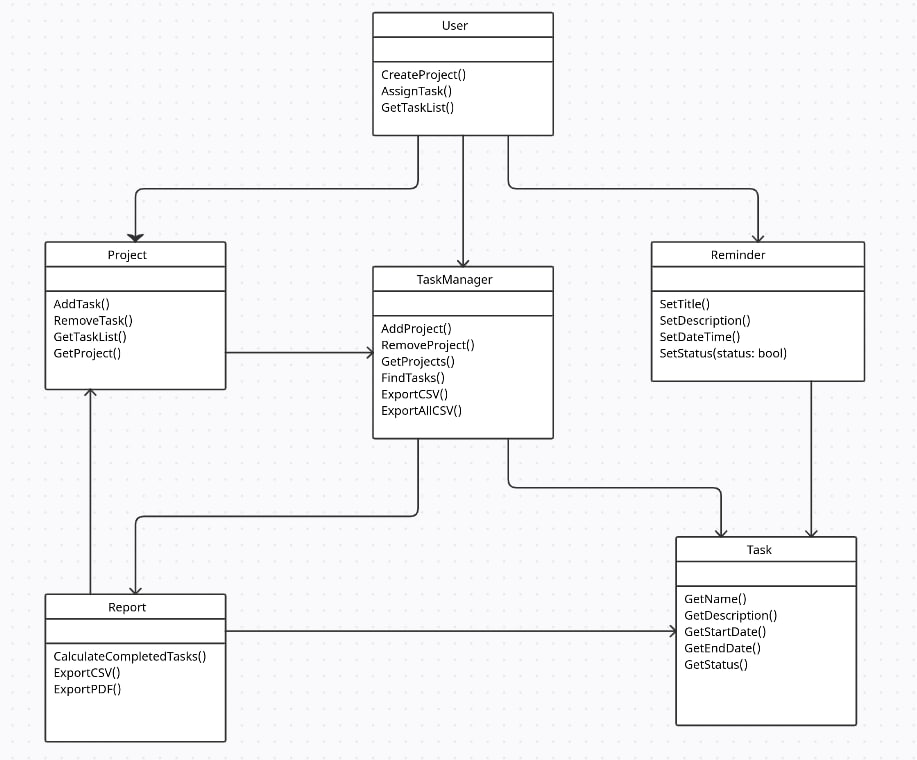 User
CreateProject()
AssignTask()
GetTaskList()
Project
AddTask()
RemoveTask()
GetTaskList()
GetProject()
TaskManager
AddProject()
RemoveProject()
GetProjects()
FindTasks()
ExportCSV()
ExportAllCSV()
Reminder
SetTitle()
SetDescription()
SetDateTime()
SetStatus(status: bool)
Report
CalculateCompletedTasks()
ExportCSV()
ExportPDF()
Task
GetName()
GetDescription()
GetStartDate()
GetEndDate()
GetStatus()